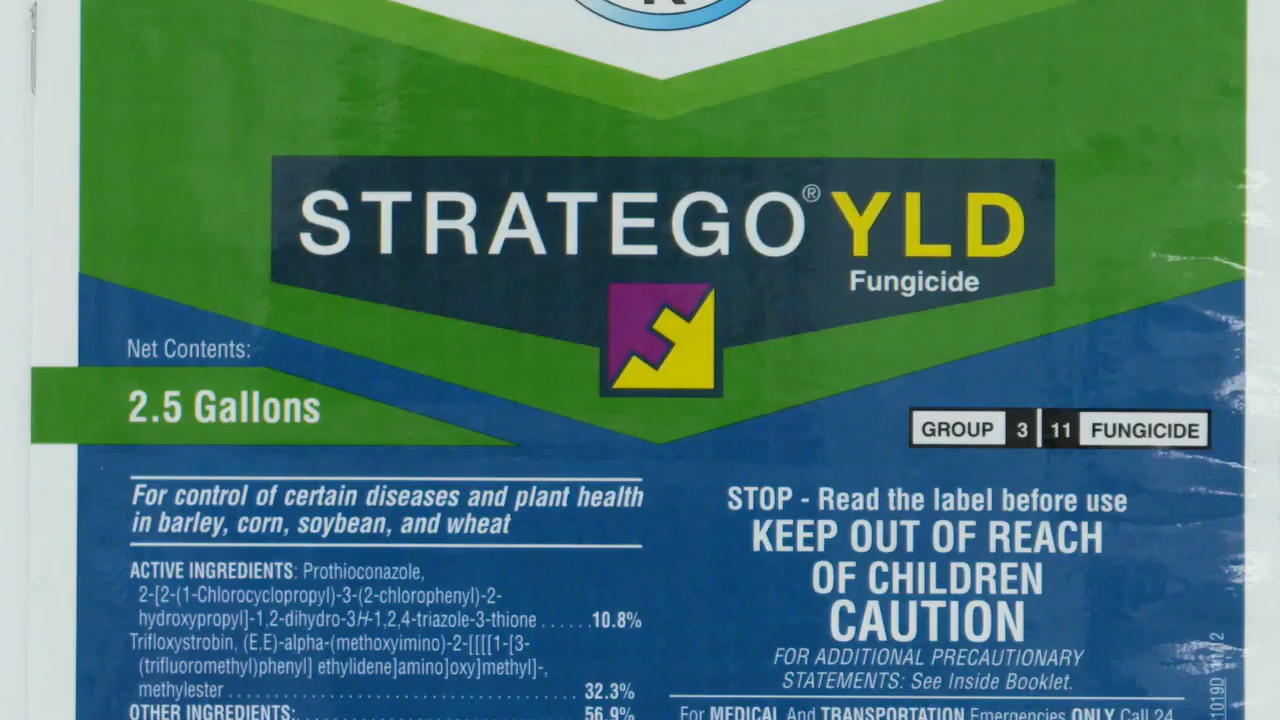 STRATEGO® YLD
Fungicide
Net Contents:
2.5 Gallons
GROUP 3 11 FUNGICIDE
For control of certain diseases and plant health
in barley, corn, soybean, and wheat
ACTIVE INGREDIENTS: Prothioconazole,
2-[2-(1-Chlorocyclopropyl)-3-(2-chlorophenyl)-2-
hydroxypropyl]-1,2-dihydro-3H-1,2,4-triazole-3-thione ......10.8%
Trifloxystrobin, (E,E)-alpha-(methoxyimino)-2-[[[[1-[3-
(trifluoromethyl)phenyl] ethylidene]amino]oxy]methyl]-,
methylester ............................................ 32.3%
OTHER INGREDIENTS: .................................... 56.9%
STOP - Read the label before use
KEEP OUT OF REACH
OF CHILDREN
CAUTION
FOR ADDITIONAL PRECAUTIONARY
STATEMENTS: See Inside Booklet.
For MEDICAL And TRANSPORTATION Emergencies ONLY Call 24